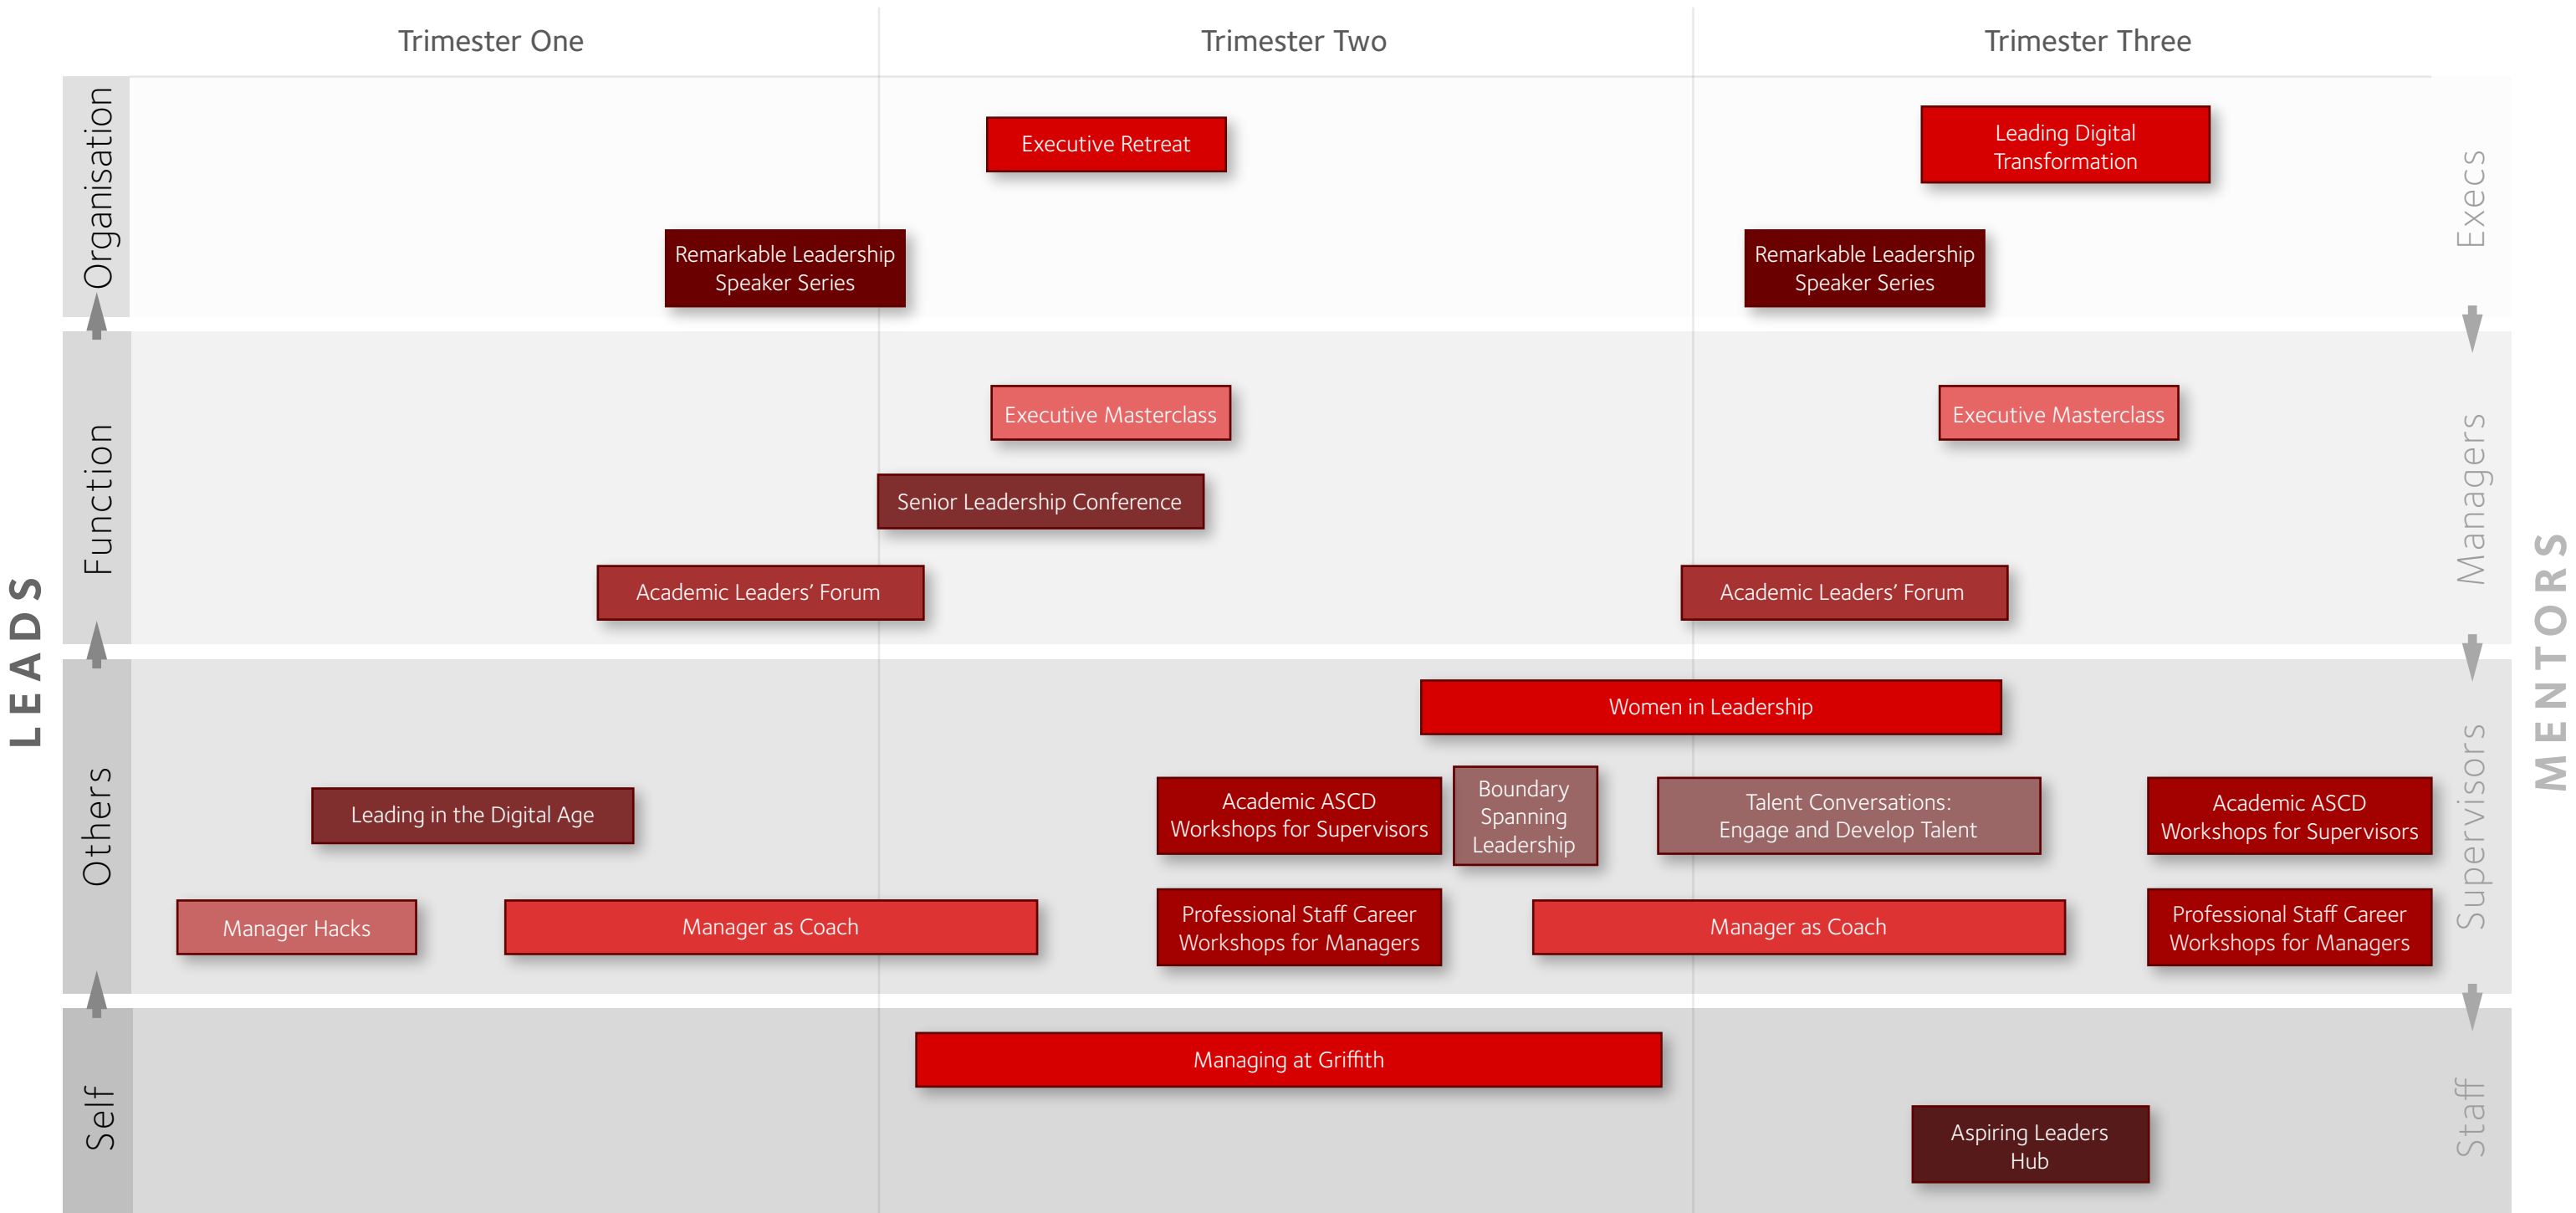 Trimester One
Trimester Two
Trimester Three
LEADS
Organisation
Executive Retreat
Leading Digital
Transformation
Remarkable Leadership
Speaker Series
Remarkable Leadership
Speaker Series
Execs
Function
Executive Masterclass
Executive Masterclass
Senior Leadership Conference
Academic Leaders’ Forum
Academic Leaders’ Forum
Managers
Others
Women in Leadership
Leading in the Digital Age
Academic ASCD
Workshops for Supervisors
Boundary
Spanning
Leadership
Talent Conversations:
Engage and Develop Talent
Academic ASCD
Workshops for Supervisors
Manager Hacks
Manager as Coach
Professional Staff Career
Workshops for Managers
Manager as Coach
Professional Staff Career
Workshops for Managers
Supervisors
Self
Managing at Griffith
Aspiring Leaders
Hub
Staff
MENTORS